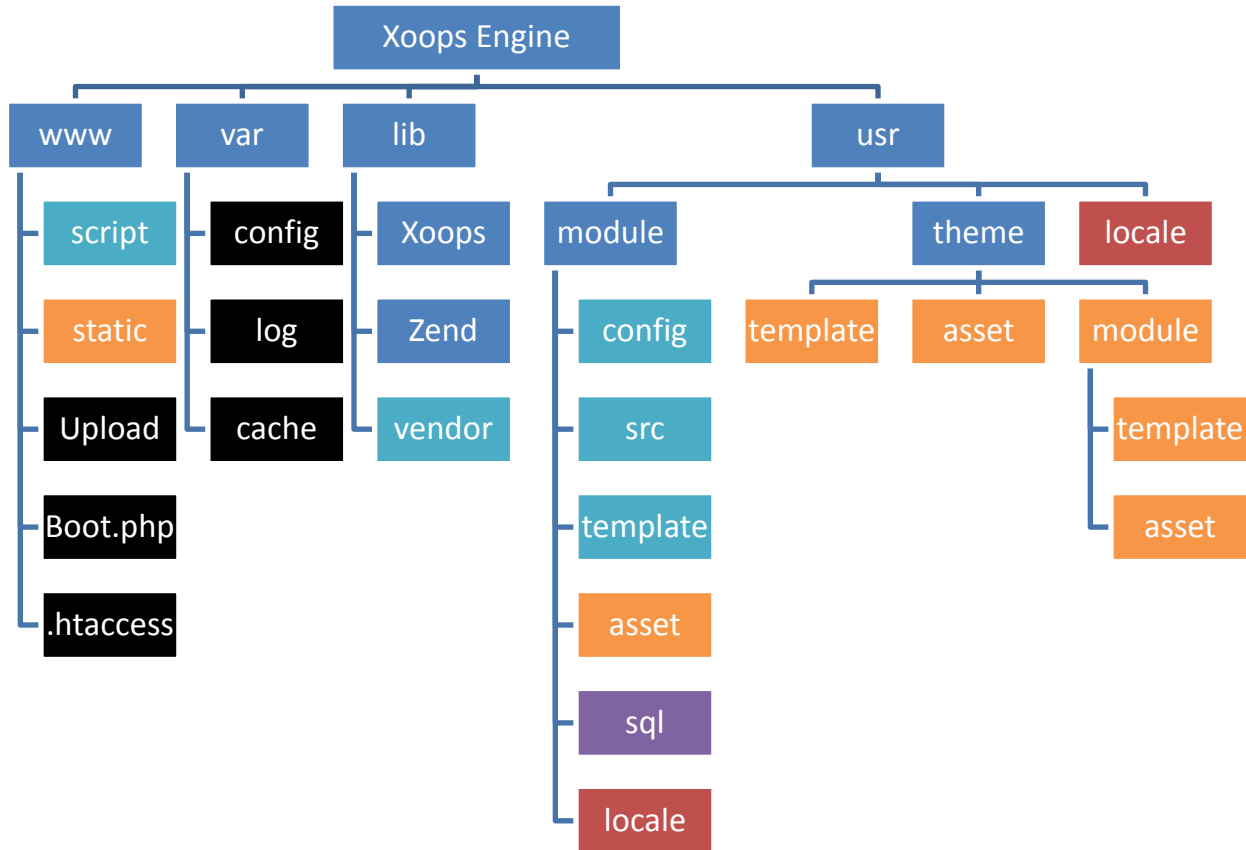 Xoops Engine
www
var
lib
usr
script
config
Xoops
module
theme
locale
static
log
Zend
config
template
asset
module
Upload
cache
vendor
src
template
Boot.php
template
asset
.htaccess
asset
sql
locale